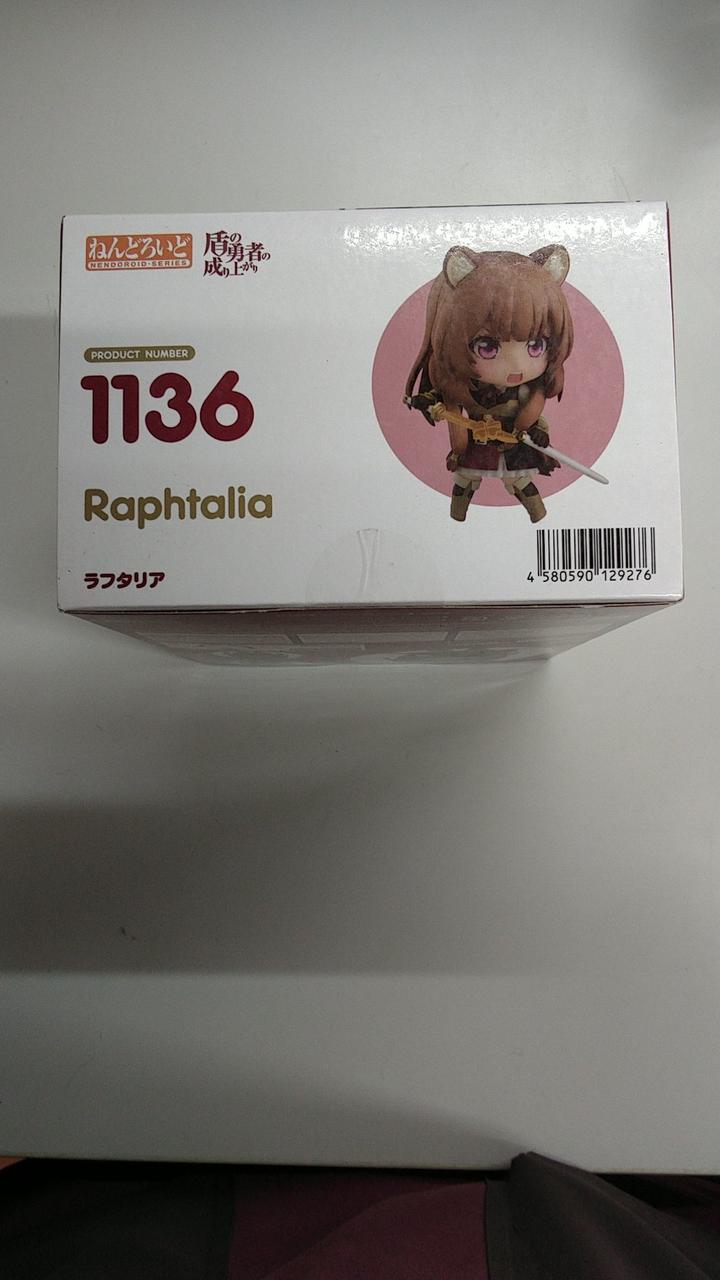 ねんどろいど
NENDOROID-SERIES
盾の勇者の
成り上がり
PRODUCT NUMBER
1136
Raphtalia
ラフタリア
4 580590 129276